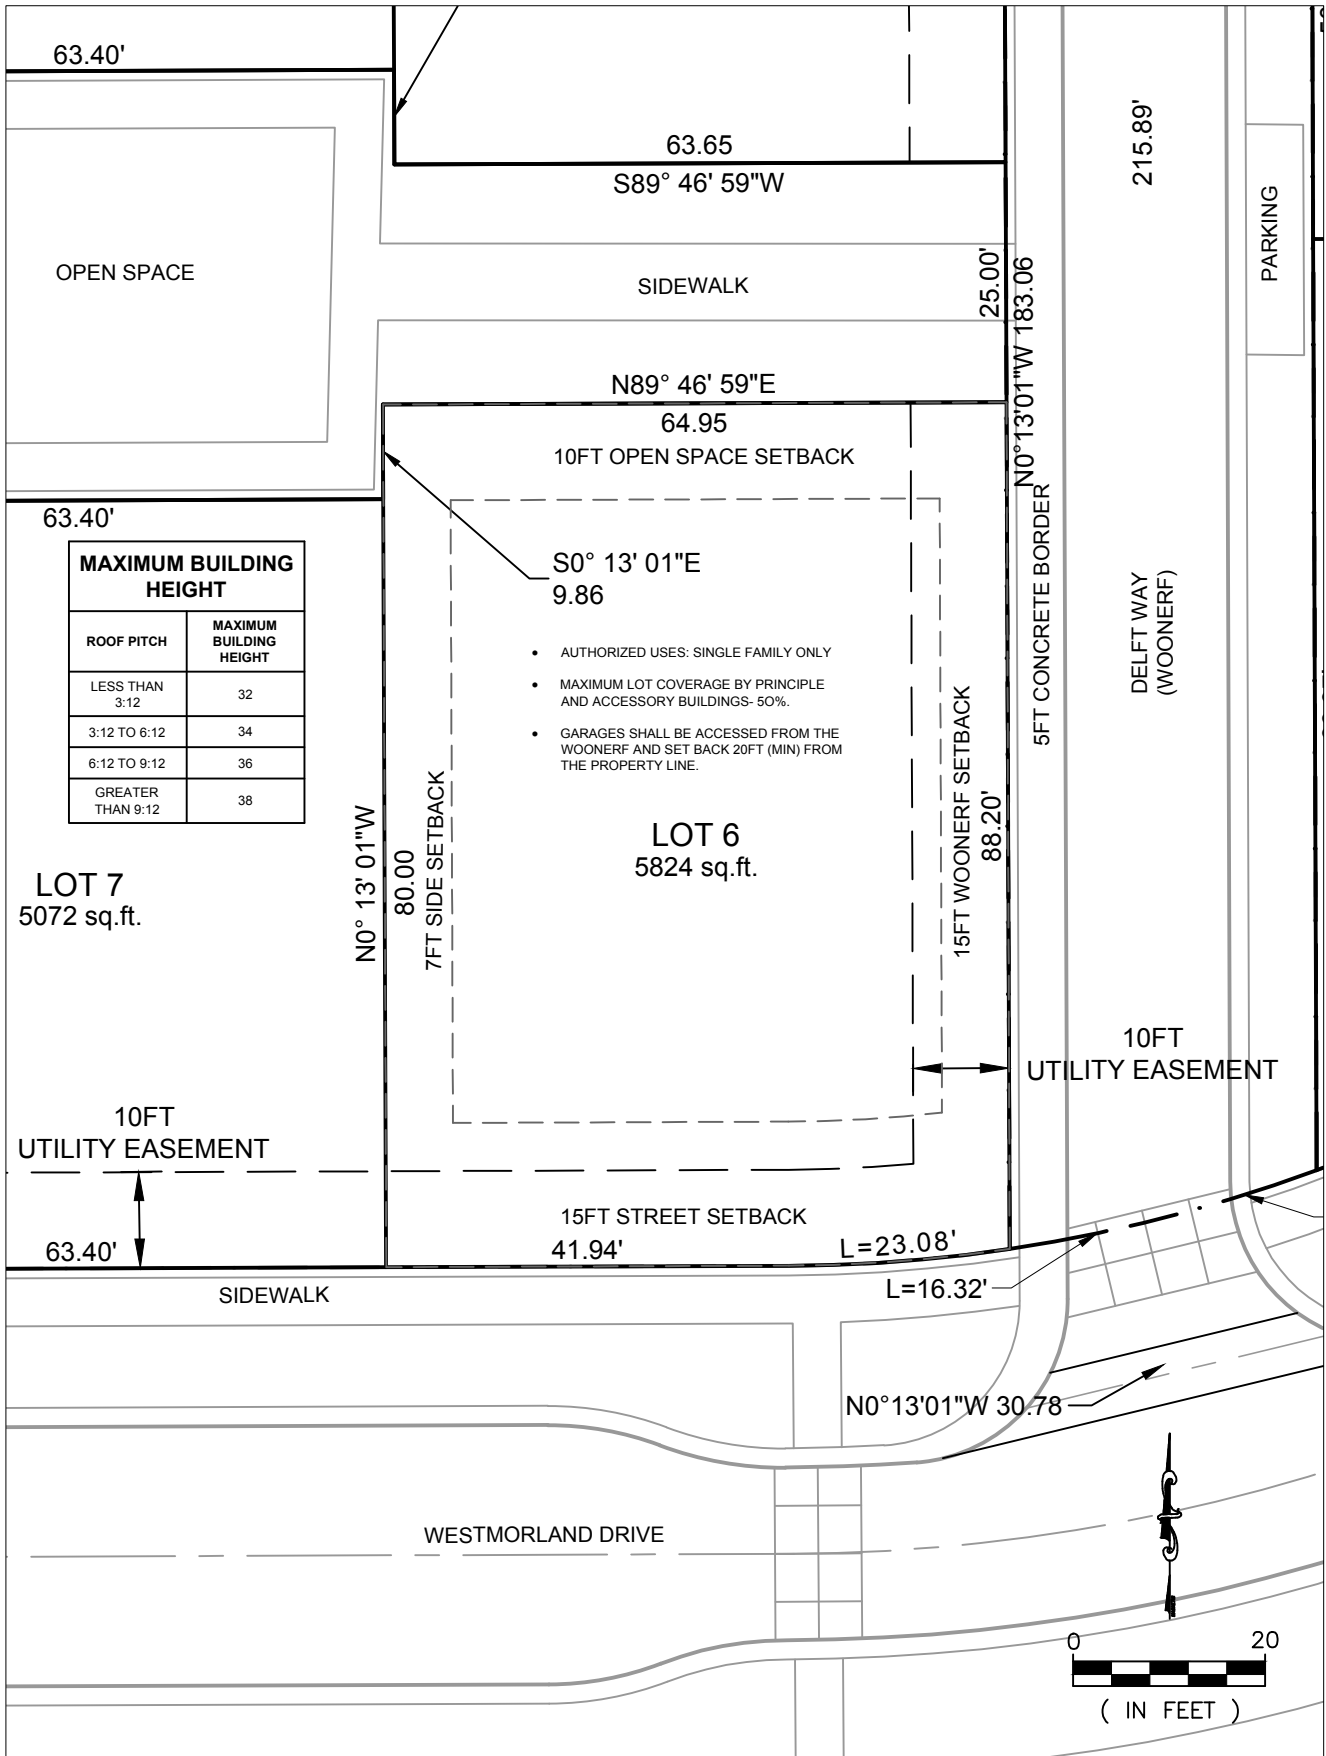 63.40'
63.65
S89° 46' 59"W
215.89'
PARKING
OPEN SPACE
SIDEWALK
25.00'
N0°13'01"W 183.06
N89° 46' 59"E
64.95
10FT OPEN SPACE SETBACK
63.40'
MAXIMUM BUILDING
HEIGHT
ROOF PITCH
MAXIMUM
BUILDING
HEIGHT
LESS THAN
3:12
32
3:12 TO 6:12
34
6:12 TO 9:12
36
GREATER
THAN 9:12
38
S0° 13' 01"E
9.86
• AUTHORIZED USES: SINGLE FAMILY ONLY
• MAXIMUM LOT COVERAGE BY PRINCIPLE
AND ACCESSORY BUILDINGS- 50%.
• GARAGES SHALL BE ACCESSED FROM THE
WOONERF AND SET BACK 20FT (MIN) FROM
THE PROPERTY LINE.
5FT CONCRETE BORDER
DELFT WAY
(WOONERF)
LOT 6
5824 sq.ft.
LOT 7
5072 sq.ft.
N0° 13' 01"W
80.00
7FT SIDE SETBACK
15FT WOONERF SETBACK
88.20'
10FT
UTILITY EASEMENT
10FT
UTILITY EASEMENT
15FT STREET SETBACK
63.40'
41.94'
L=23.08'
SIDEWALK
L=16.32'
N0°13'01"W 30.78
WESTMORLAND DRIVE
0 20
( IN FEET )